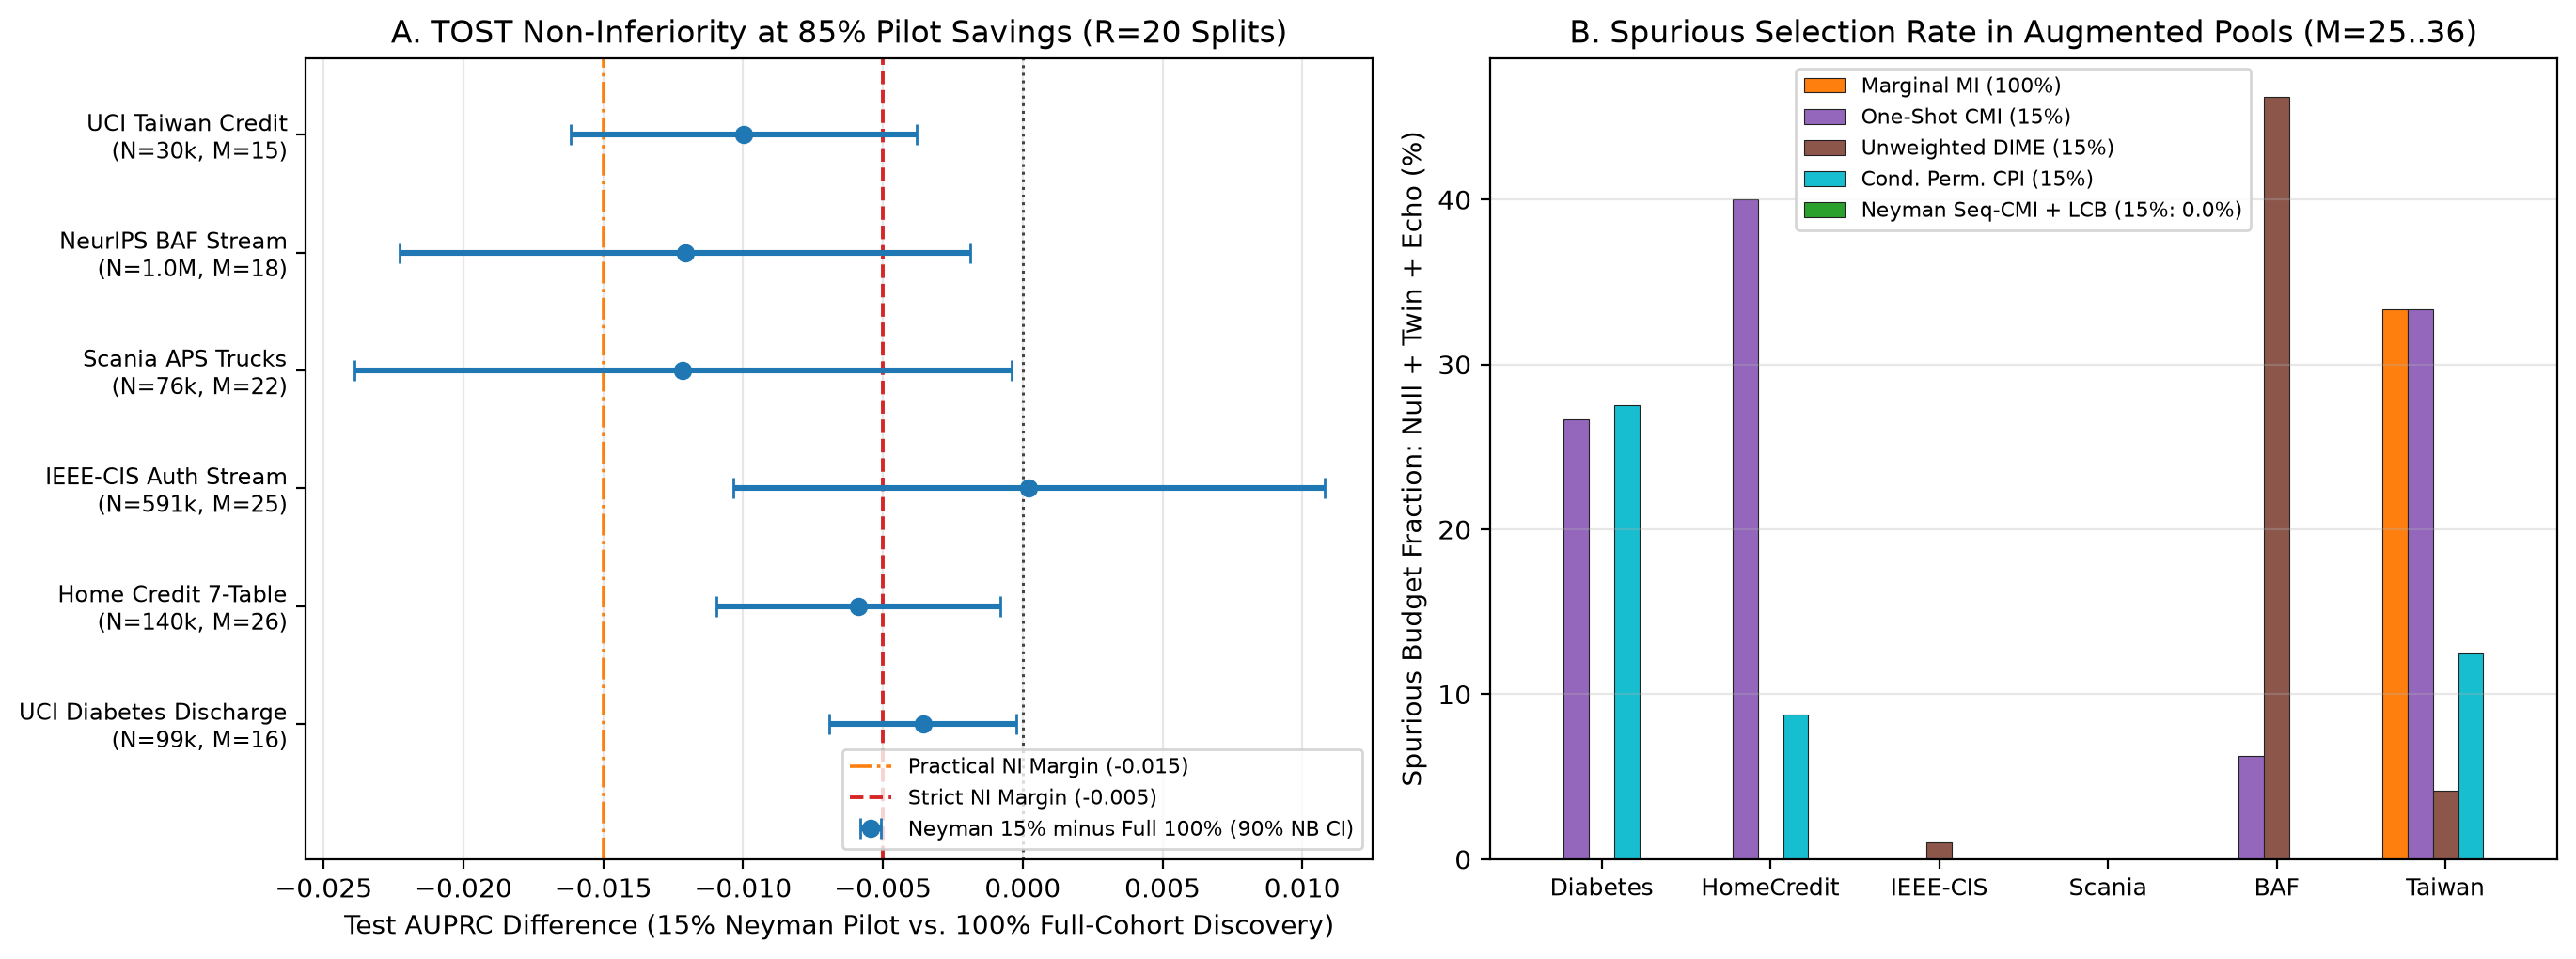 A. TOST Non-Inferiority at 85% Pilot Savings (R=20 Splits)
UCI Taiwan Credit
(N=30k, M=15)
NeurIPS BAF Stream
(N=1.0M, M=18)
Scania APS Trucks
(N=76k, M=22)
IEEE-CIS Auth Stream
(N=591k, M=25)
Home Credit 7-Table
(N=140k, M=26)
UCI Diabetes Discharge
(N=99k, M=16)
Practical NI Margin (-0.015)
Strict NI Margin (-0.005)
Neyman 15% minus Full 100% (90% NB CI)
−0.025 −0.020 −0.015 −0.010 −0.005 0.000 0.005 0.010
Test AUPRC Difference (15% Neyman Pilot vs. 100% Full-Cohort Discovery)
B. Spurious Selection Rate in Augmented Pools (M=25..36)
Spurious Budget Fraction: Null + Twin + Echo (%)
40
30
20
10
0
Marginal MI (100%)
One-Shot CMI (15%)
Unweighted DIME (15%)
Cond. Perm. CPI (15%)
Neyman Seq-CMI + LCB (15%: 0.0%)
Diabetes HomeCredit IEEE-CIS Scania BAF Taiwan